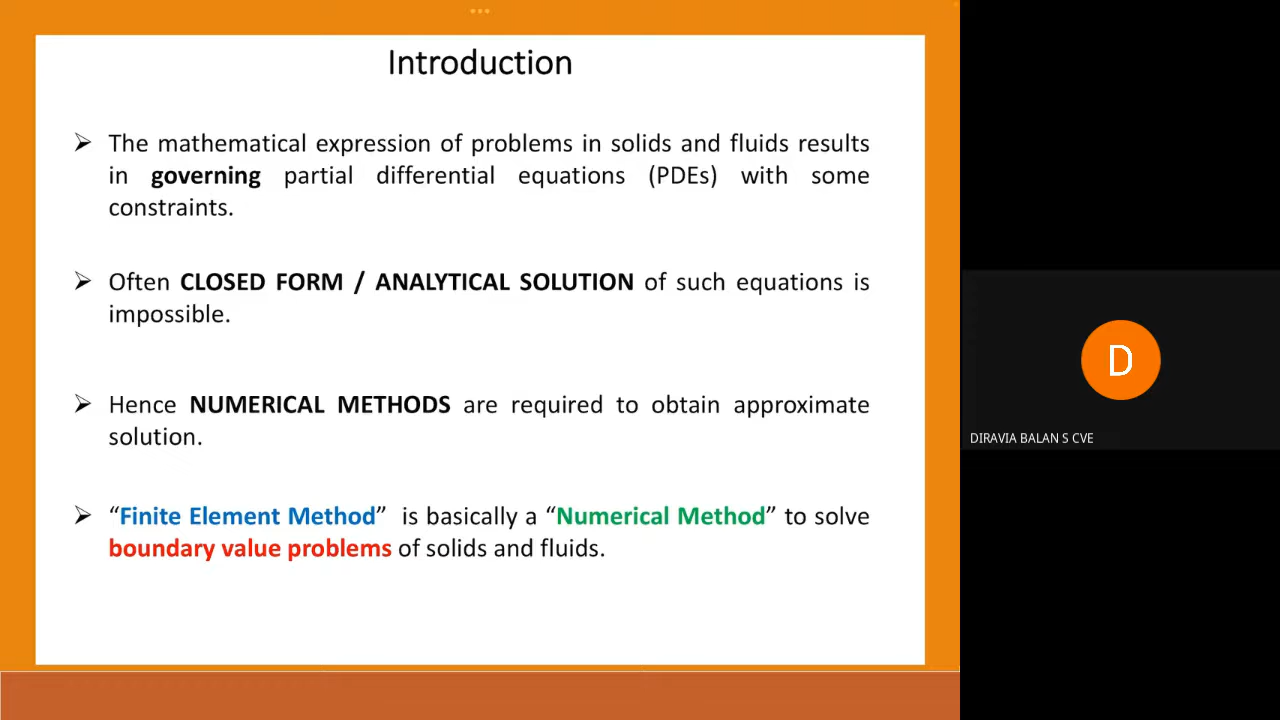 Introduction
➢ The mathematical expression of problems in solids and fluids results
in governing partial differential equations (PDEs) with some
constraints.
➢ Often CLOSED FORM / ANALYTICAL SOLUTION of such equations is
impossible.
➢ Hence NUMERICAL METHODS are required to obtain approximate
solution.
➢ “Finite Element Method” is basically a “Numerical Method” to solve
boundary value problems of solids and fluids.
D
DIRAVIA BALAN S CVE